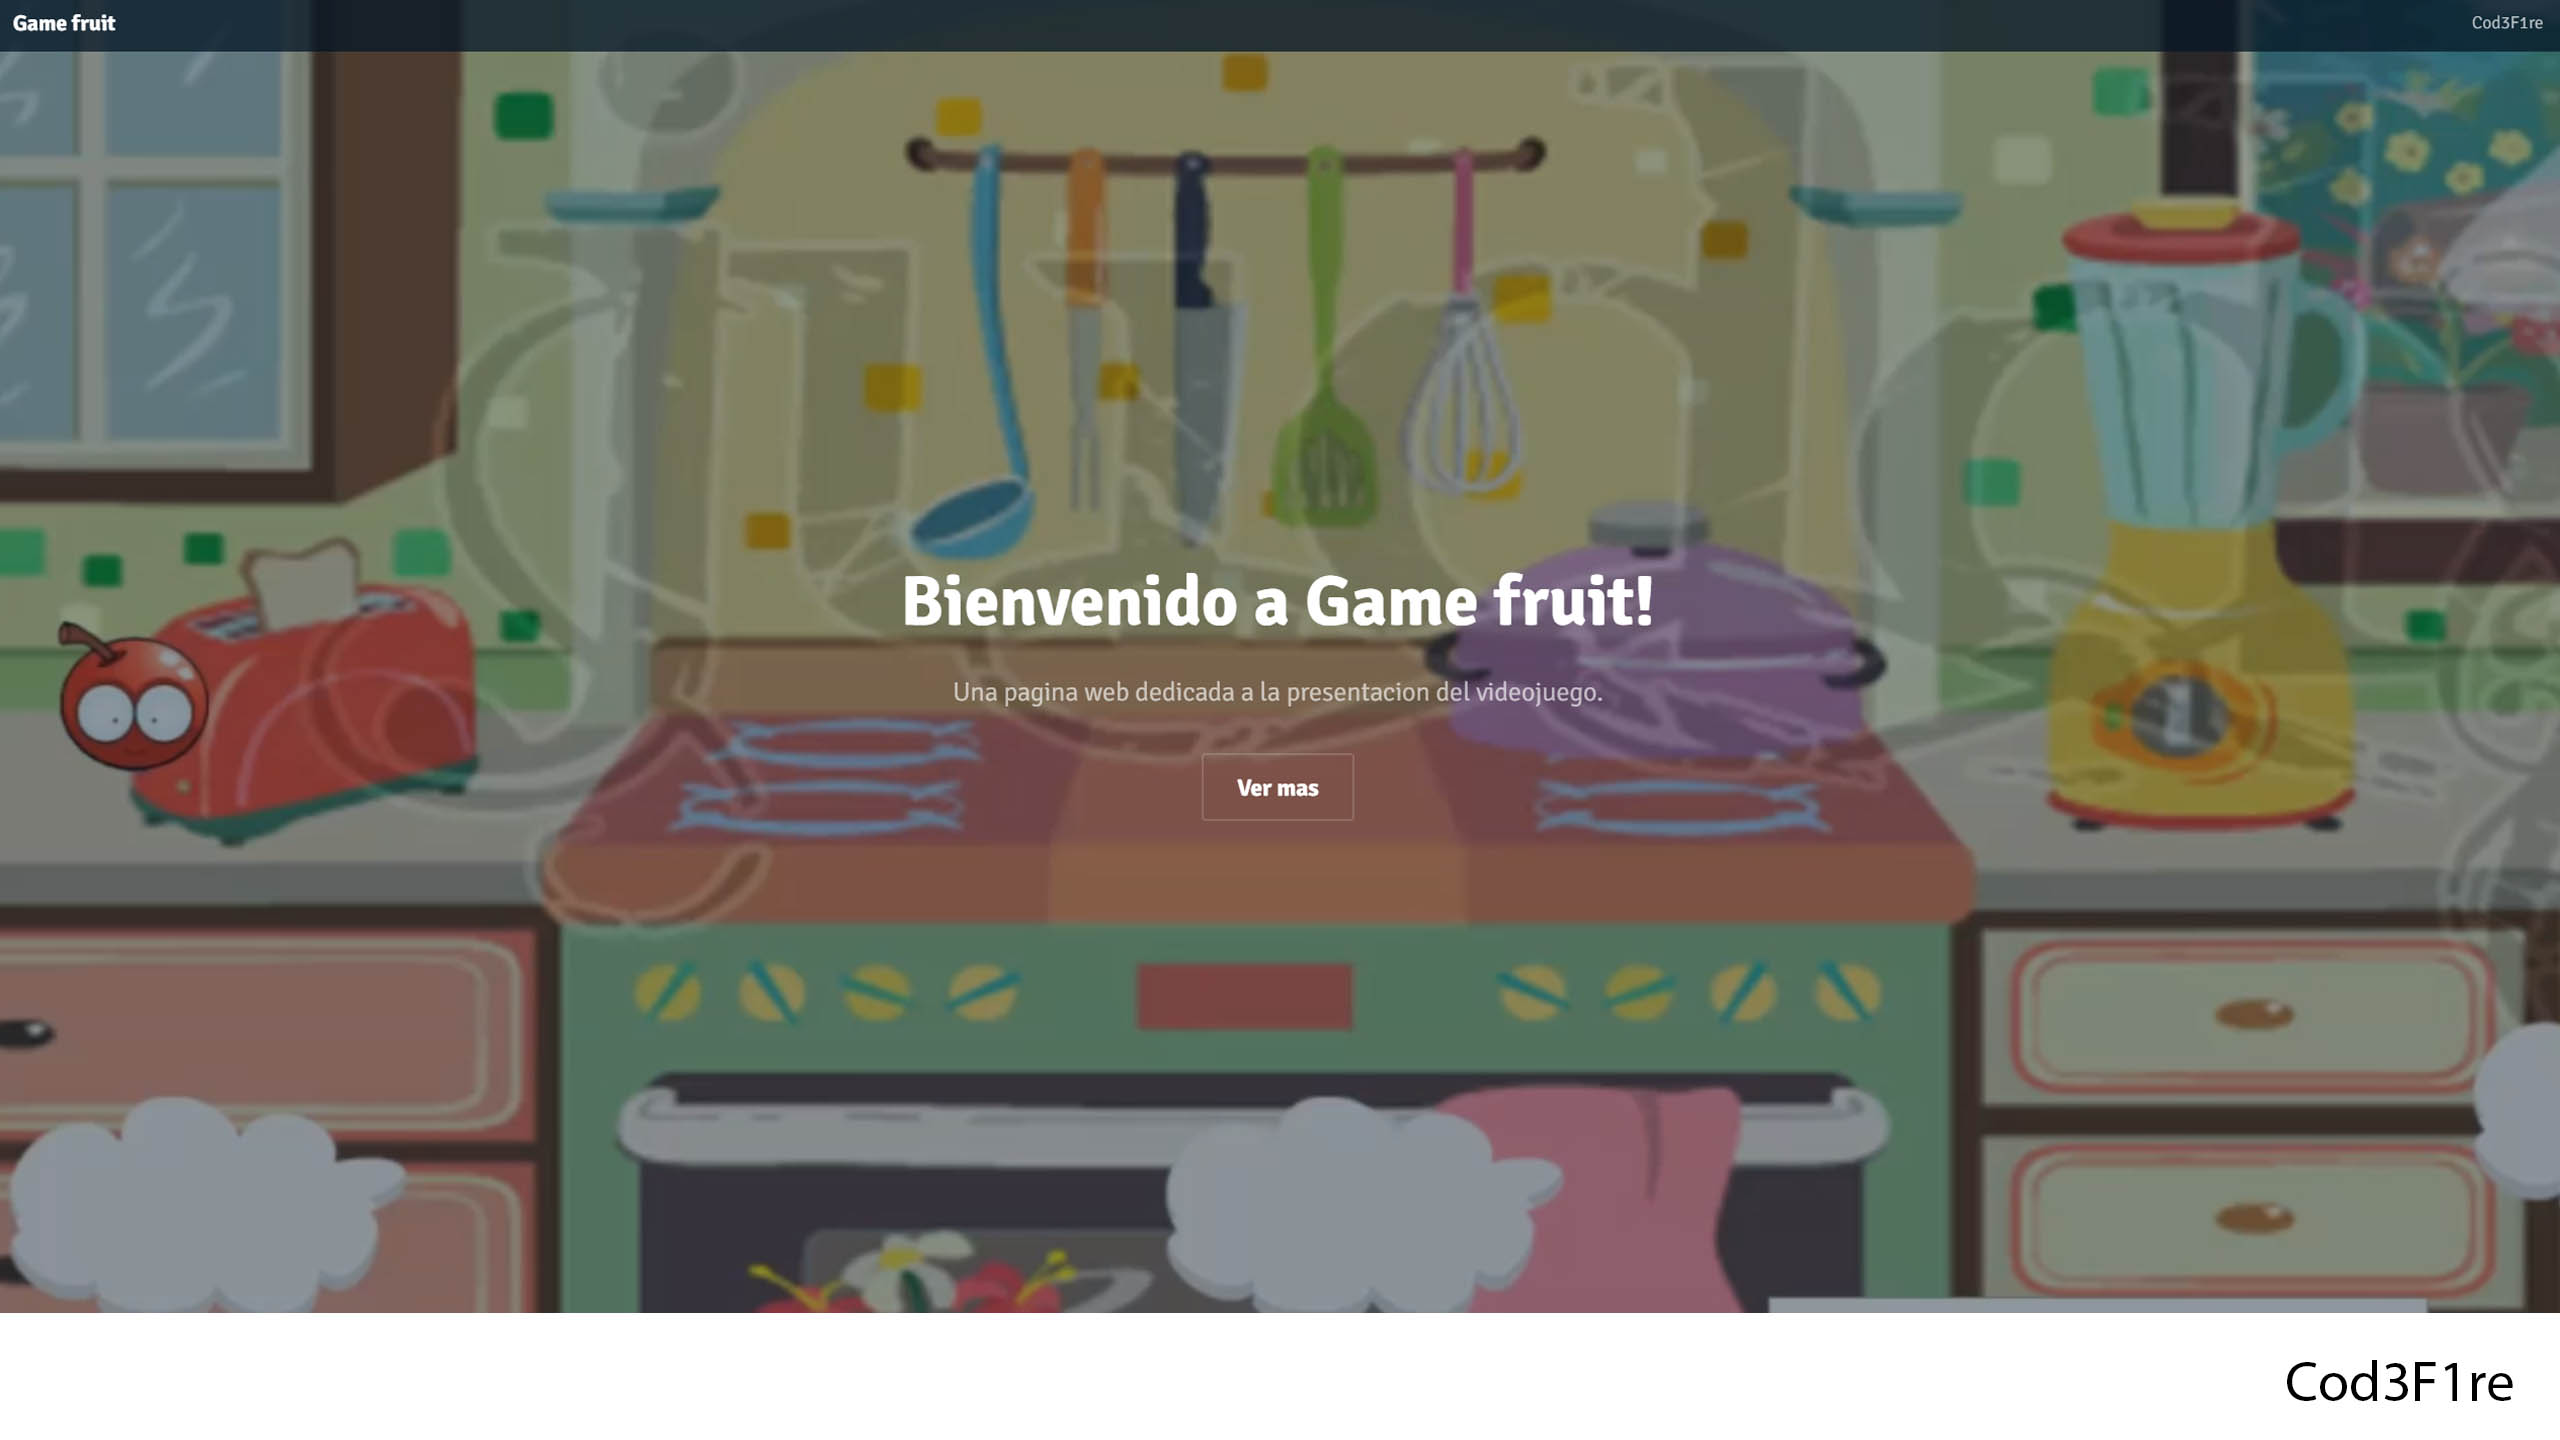 Game fruit
Cod3F1re
Bienvenido a Game fruit!
Una pagina web dedicada a la presentacion del videojuego.
Ver mas
Cod3F1re